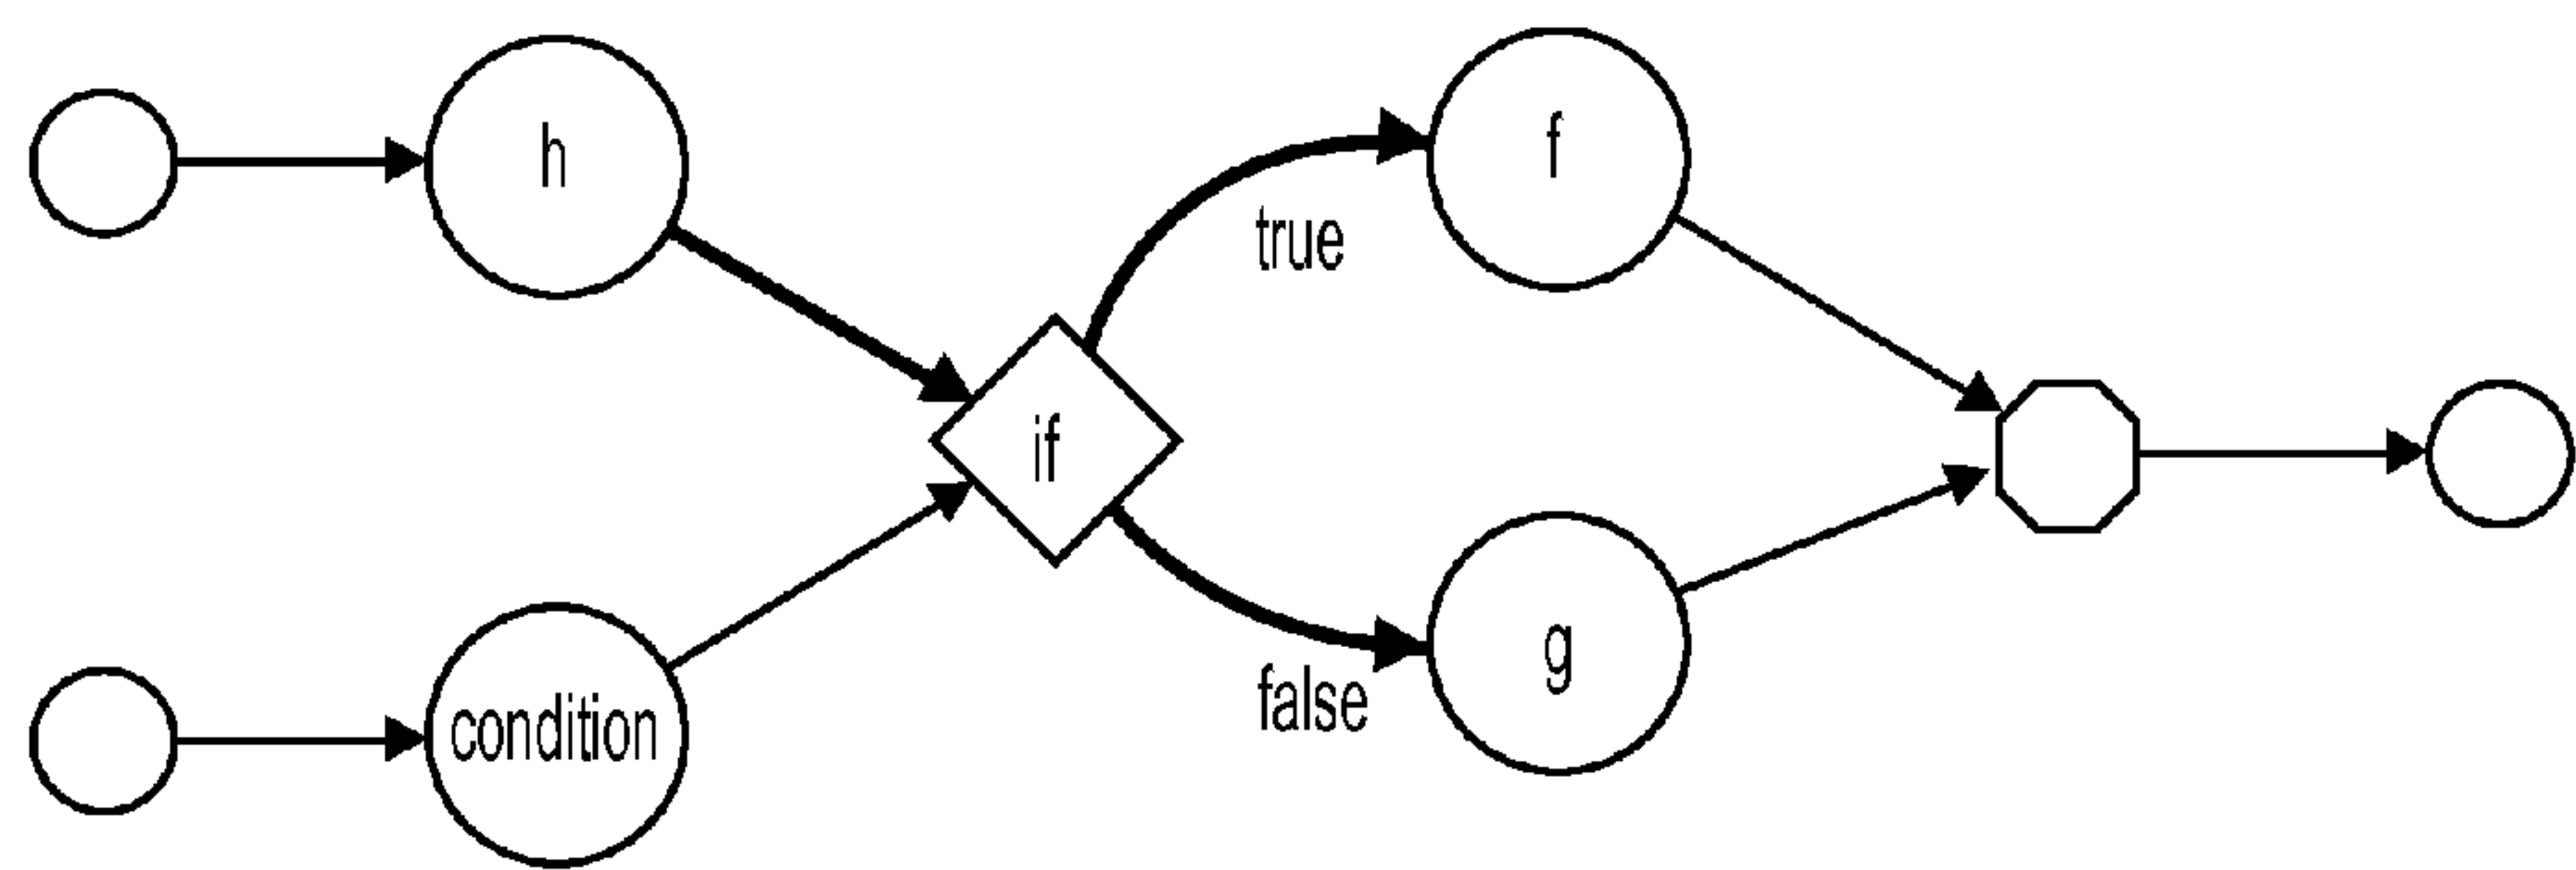 h
f
true
if
g
false
condition